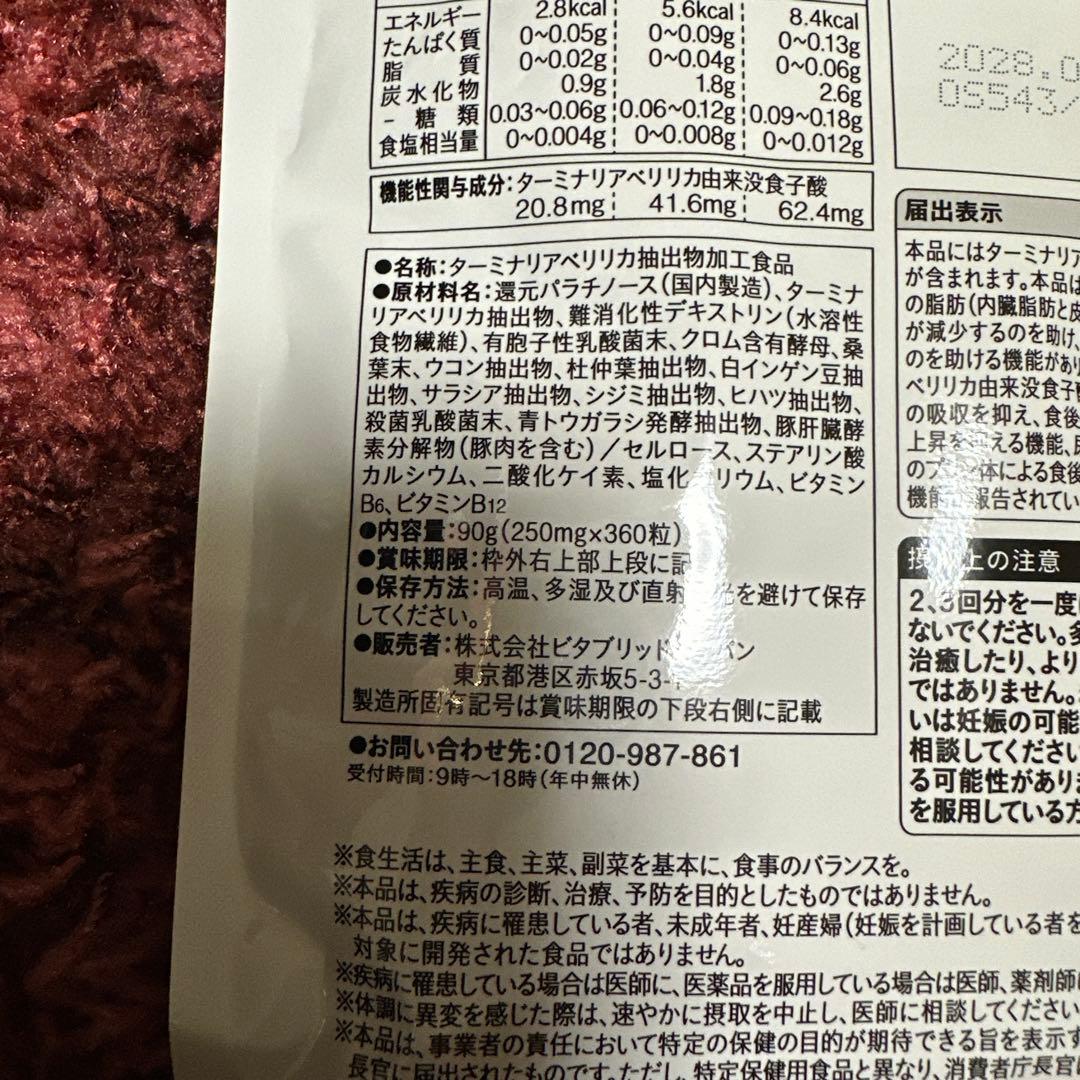 エネルギー 2.8kcal 5.6kcal 8.4kcal
たんぱく質 0~0.05g 0~0.09g 0~0.13g
脂質 0~0.02g 0~0.04g 0~0.06g
炭水化物 0.9g 1.8g 2.6g
- 糖類 0.03~0.06g 0.06~0.12g 0.09~0.18g
食塩相当量 0~0.004g 0~0.008g 0~0.012g
機能性関与成分:ターミナリアベリリカ由来没食子酸
20.8mg 41.6mg 62.4mg
●名称:ターミナリアベリリカ抽出物加工食品
●原材料名:還元パラチノース(国内製造)、ターミナ
リアベリリカ抽出物、難消化性デキストリン(水溶性
食物繊維)、有胞子性乳酸菌末、クロム含有酵母、桑
葉末、ウコン抽出物、杜仲葉抽出物、白インゲン豆抽
出物、サラシア抽出物、シジミ抽出物、ヒハツ抽出物、
殺菌乳酸菌末、青トウガラシ発酵抽出物、豚肝臓酵
素分解物(豚肉を含む)/セルロース、ステアリン酸
カルシウム、二酸化ケイ素、塩化 リウム、ビタミン
B6、ビタミンB12
●内容量:90g(250mg×360粒)
●賞味期限:枠外右上部上段に記
●保存方法:高温、多湿及び直射 を避けて保存
してください。
●販売者:株式会社ビタブリッド パン
東京都港区赤坂5-3-
製造所固有記号は賞味期限の下段右側に記載
●お問い合わせ先:0120-987-861
受付時間:9時〜18時(年中無休)
※食生活は、主食、主菜、副菜を基本に、食事のバランスを。
※本品は、疾病の診断、治療、予防を目的としたものではありません。
※本品は、疾病に罹患している者、未成年者、妊産婦(妊娠を計画している者を
対象に開発された食品ではありません。
※疾病に罹患している場合は医師に、医薬品を服用している場合は医師、薬剤師
※体調に異変を感じた際は、速やかに摂取を中止し、医師に相談してください
※本品は、事業者の責任において特定の保健の目的が期待できる旨を表示す
長官に届出されたものです。ただし、特定保健用食品と異なり、消費者庁長官
2028.0
OS543/
届出表示
本品にはターミナリア
が含まれます。本品は
の脂肪(内臓脂肪と皮
が減少するのを助け、
のを助ける機能があり
ベリリカ由来没食子
の吸収を抑え、食後
上昇を える機能、
の 体による食後
機能 報告されてい
摂 上の注意
2、3回分を一度
ないでください。多
治癒したり、より
ではありません。
いは妊娠の可能
相談してください
る可能性があり
を服用している方